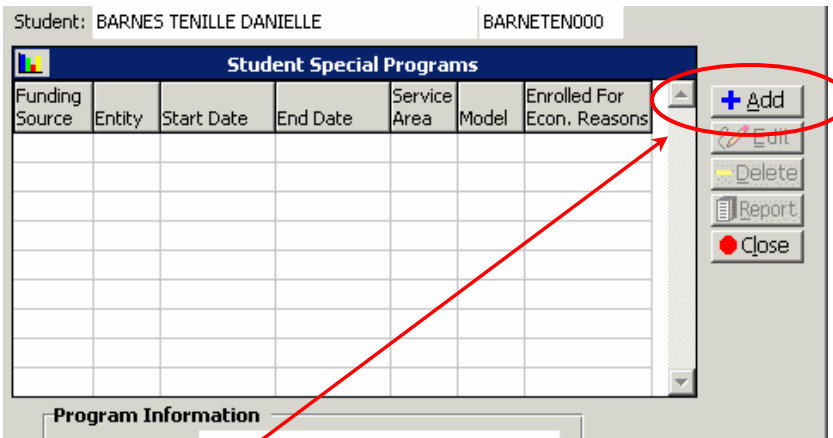 Student: BARNES TENILLE DANIELLE BARNETEN000
Student Special Programs
Funding Source Entity Start Date End Date Service Area Model Enrolled For Econ. Reasons
Add
Edit
Delete
Report
Close
Program Information